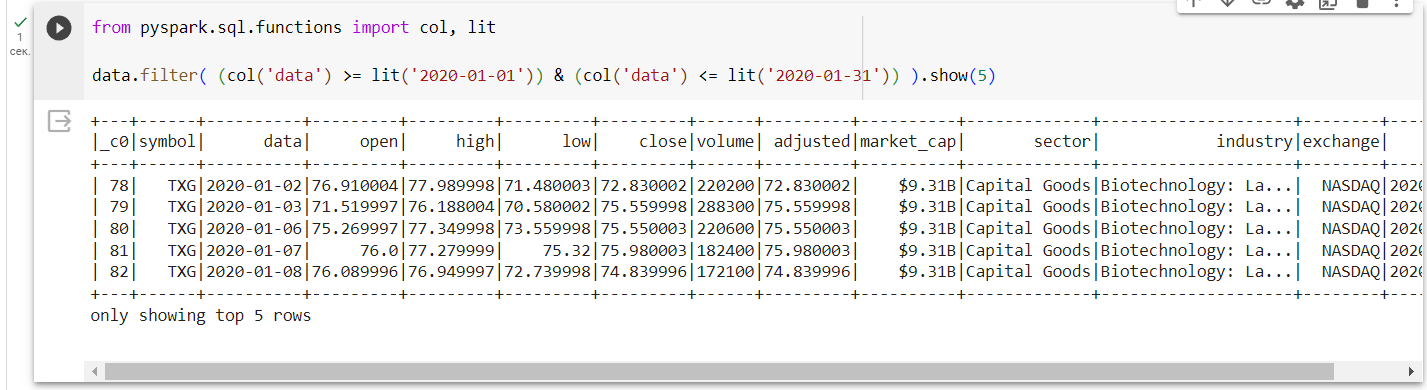 1
сек.
from pyspark.sql.functions import col, lit
data.filter( (col('data') >= lit('2020-01-01')) & (col('data') <= lit('2020-01-31')) ).show(5)
+---+------+----------+---------+---------+---------+---------+------+---------+----------+-------------+--------------------+--------+----
|_c0|symbol|      data|     open|     high|      low|    close|volume| adjusted|market_cap|       sector|            industry|exchange|
+---+------+----------+---------+---------+---------+---------+------+---------+----------+-------------+--------------------+--------+----
| 78|   TXG|2020-01-02|76.910004|77.989998|71.480003|72.830002|220200|72.830002|    $9.31B|Capital Goods|Biotechnology: La...|  NASDAQ|2020
| 79|   TXG|2020-01-03|71.519997|76.188004|70.580002|75.559998|288300|75.559998|    $9.31B|Capital Goods|Biotechnology: La...|  NASDAQ|2020
| 80|   TXG|2020-01-06|75.269997|77.349998|73.559998|75.550003|220600|75.550003|    $9.31B|Capital Goods|Biotechnology: La...|  NASDAQ|2020
| 81|   TXG|2020-01-07|     76.0|77.279999|    75.32|75.980003|182400|75.980003|    $9.31B|Capital Goods|Biotechnology: La...|  NASDAQ|2020
| 82|   TXG|2020-01-08|76.089996|76.949997|72.739998|74.839996|172100|74.839996|    $9.31B|Capital Goods|Biotechnology: La...|  NASDAQ|2020
+---+------+----------+---------+---------+---------+---------+------+---------+----------+-------------+--------------------+--------+----
only showing top 5 rows